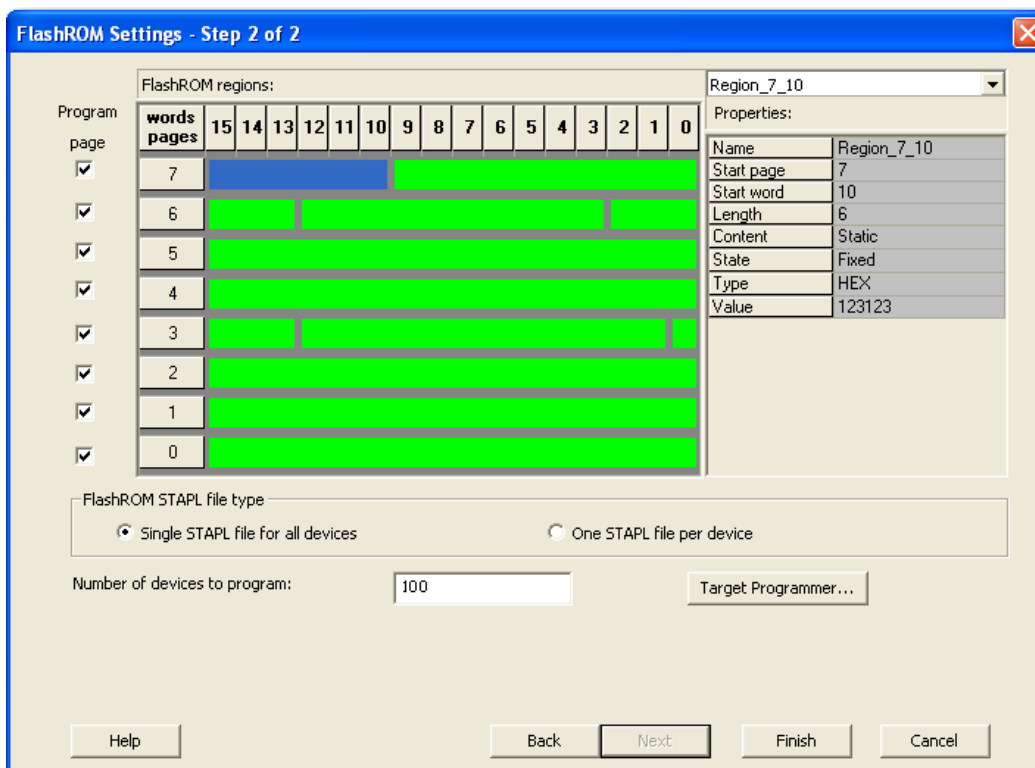 FlashROM Settings - Step 2 of 2
FlashROM regions:
Region_7_10
Program page
words pages 15 14 13 12 11 10 9 8 7 6 5 4 3 2 1 0
7
6
5
4
3
2
1
0
Properties:
Name Region_7_10
Start page 7
Start word 10
Length 6
Content Static
State Fixed
Type HEX
Value 123123
FlashROM STAPL file type
Single STAPL file for all devices One STAPL file per device
Number of devices to program: 100 Target Programmer...
Help Back Next Finish Cancel